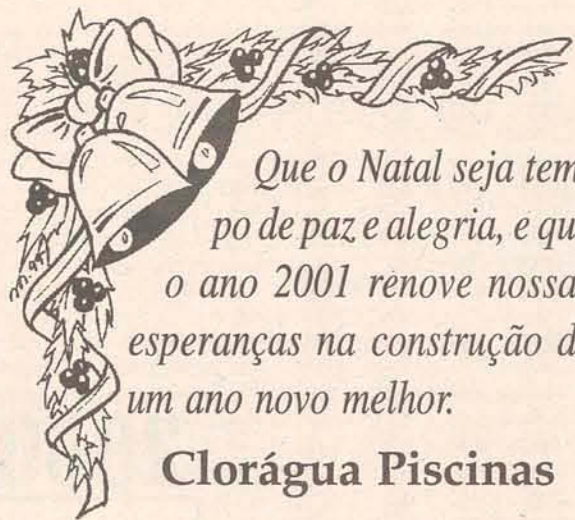 Que o Natal seja tem
po de paz e alegria, e qu
o ano 2001 renove nossa
esperanças na construção d
um ano novo melhor.
Clorágua Piscinas